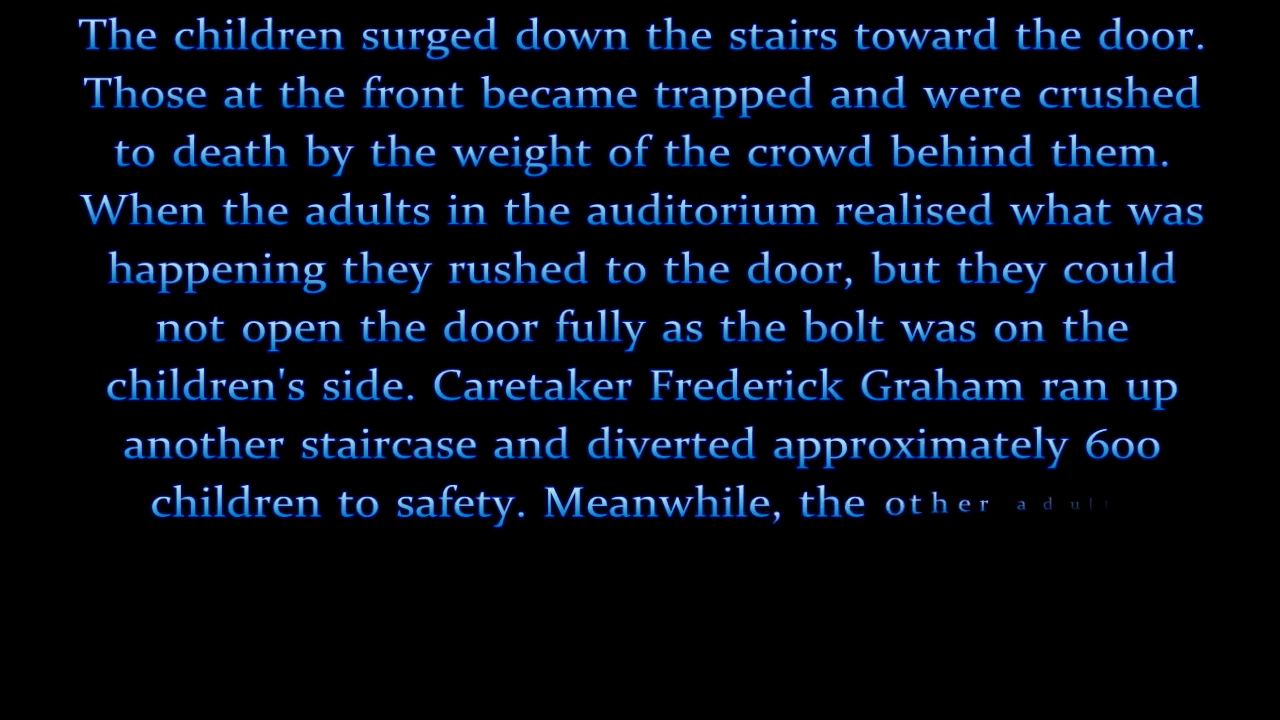 The children surged down the stairs toward the door.
Those at the front became trapped and were crushed
to death by the weight of the crowd behind them.
When the adults in the auditorium realised what was
happening they rushed to the door, but they could
not open the door fully as the bolt was on the
children's side. Caretaker Frederick Graham ran up
another staircase and diverted approximately 600
children to safety. Meanwhile, the other